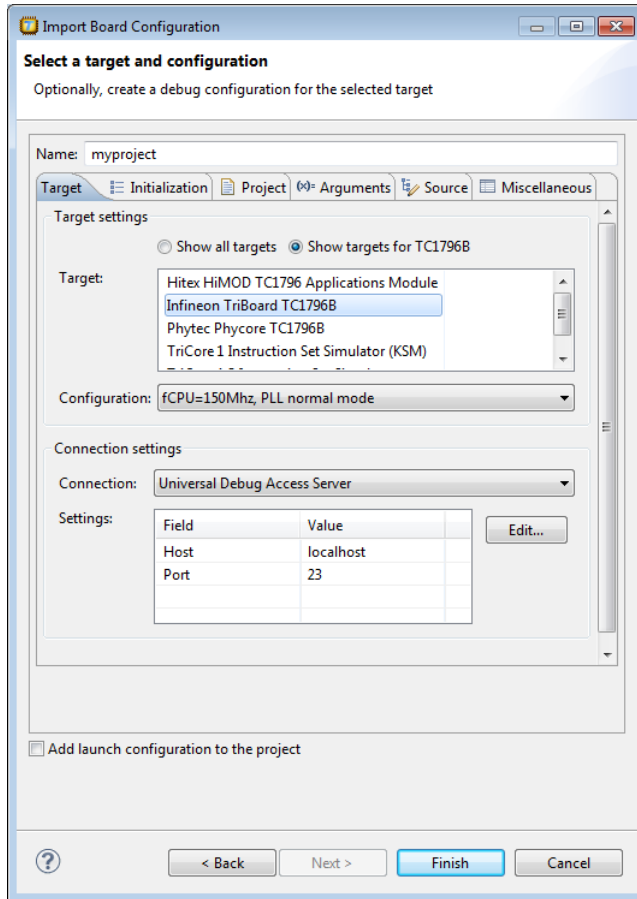 Import Board Configuration
Select a target and configuration
Optionally, create a debug configuration for the selected target
Name: myproject
Target Initialization Project (x)= Arguments Source Miscellaneous
Target settings
Show all targets Show targets for TC1796B
Target:
Hitex HiMOD TC1796 Applications Module
Infineon TriBoard TC1796B
Phytec Phycore TC1796B
TriCore 1 Instruction Set Simulator (KSM)
Configuration: fCPU=150Mhz, PLL normal mode
Connection settings
Connection: Universal Debug Access Server
Settings:
Field Value
Host localhost
Port 23
Edit...
Add launch configuration to the project
? < Back Next > Finish Cancel